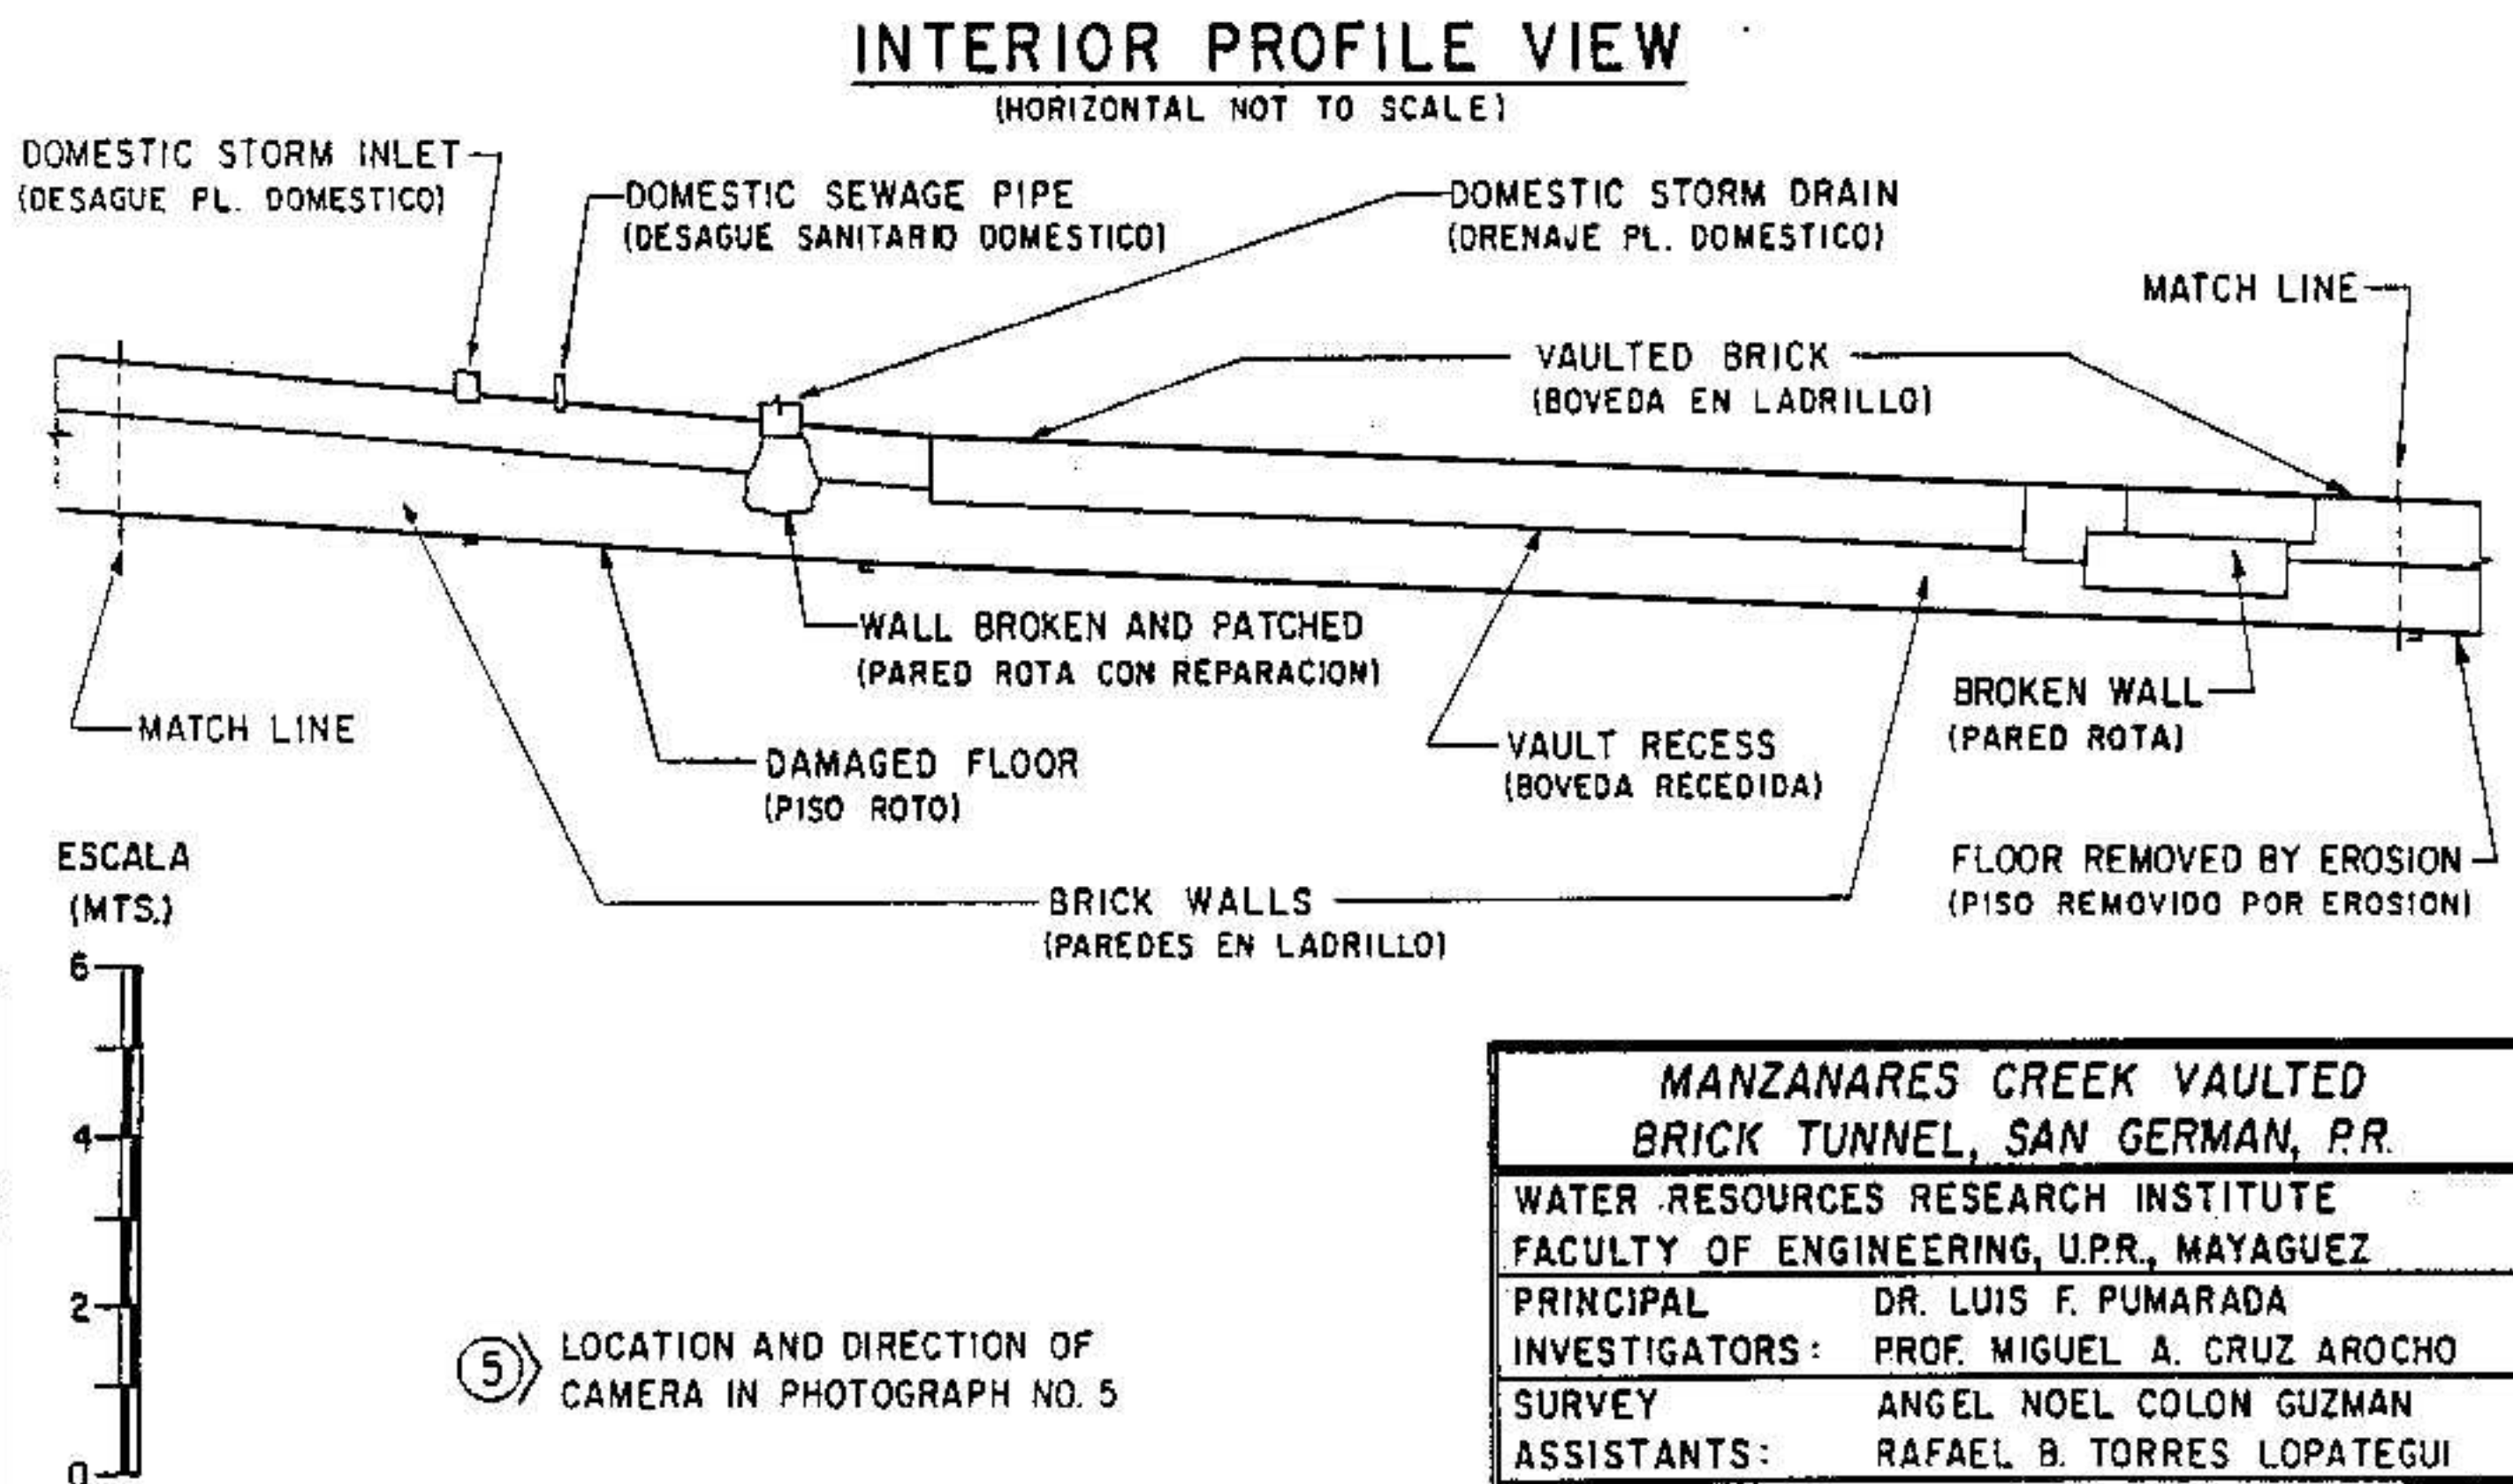 INTERIOR PROFILE VIEW
(HORIZONTAL NOT TO SCALE)
DOMESTIC STORM INLET
(DESAGUE PL. DOMESTICO)
DOMESTIC SEWAGE PIPE
(DESAGUE SANITARIO DOMESTICO)
DOMESTIC STORM DRAIN
(DRENAJE PL. DOMESTICO)
MATCH LINE
VAULTED BRICK
(BOVEDA EN LADRILLO)
WALL BROKEN AND PATCHED
(PARED ROTA CON REPARACION)
BROKEN WALL
(PARED ROTA)
MATCH LINE
DAMAGED FLOOR
(PISO ROTO)
VAULT RECESS
(BOVEDA RECEDIDA)
FLOOR REMOVED BY EROSION
(PISO REMOVIDO POR EROSION)
BRICK WALLS
(PAREDES EN LADRILLO)
ESCALA
(MTS.)
6
4
2
0
5 LOCATION AND DIRECTION OF
CAMERA IN PHOTOGRAPH NO. 5
MANZANARES CREEK VAULTED
BRICK TUNNEL, SAN GERMAN, P.R.
WATER RESOURCES RESEARCH INSTITUTE
FACULTY OF ENGINEERING, U.P.R., MAYAGUEZ
PRINCIPAL DR. LUIS F. PUMARADA
INVESTIGATORS: PROF. MIGUEL A. CRUZ AROCHO
SURVEY ANGEL NOEL COLON GUZMAN
ASSISTANTS: RAFAEL B. TORRES LOPATEGUI